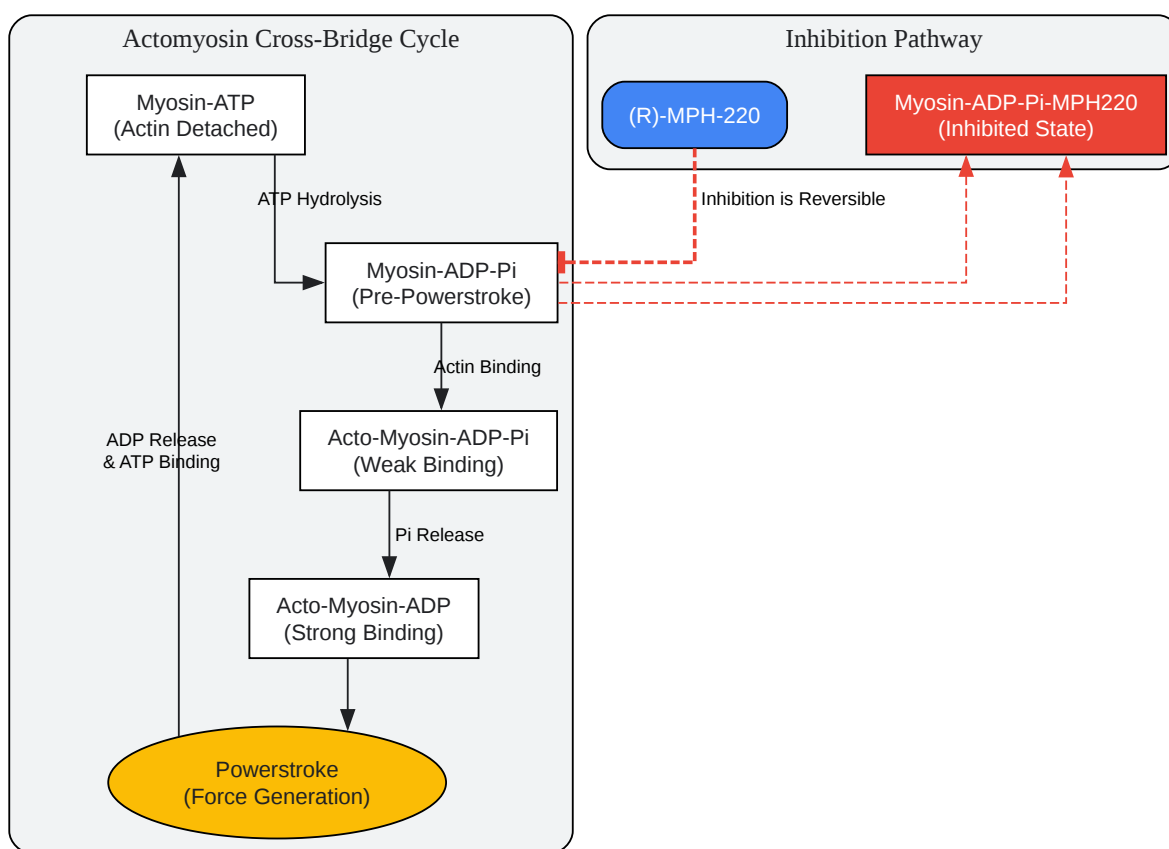 Actomyosin Cross-Bridge Cycle
Inhibition Pathway
Myosin-ATP
(Actin Detached)
(R)-MPH-220
Myosin-ADP-Pi-MPH220
(Inhibited State)
ATP Hydrolysis
Inhibition is Reversible
Myosin-ADP-Pi
(Pre-Powerstroke)
Actin Binding
Acto-Myosin-ADP-Pi
(Weak Binding)
ADP Release
& ATP Binding
Pi Release
Acto-Myosin-ADP
(Strong Binding)
Powerstroke
(Force Generation)